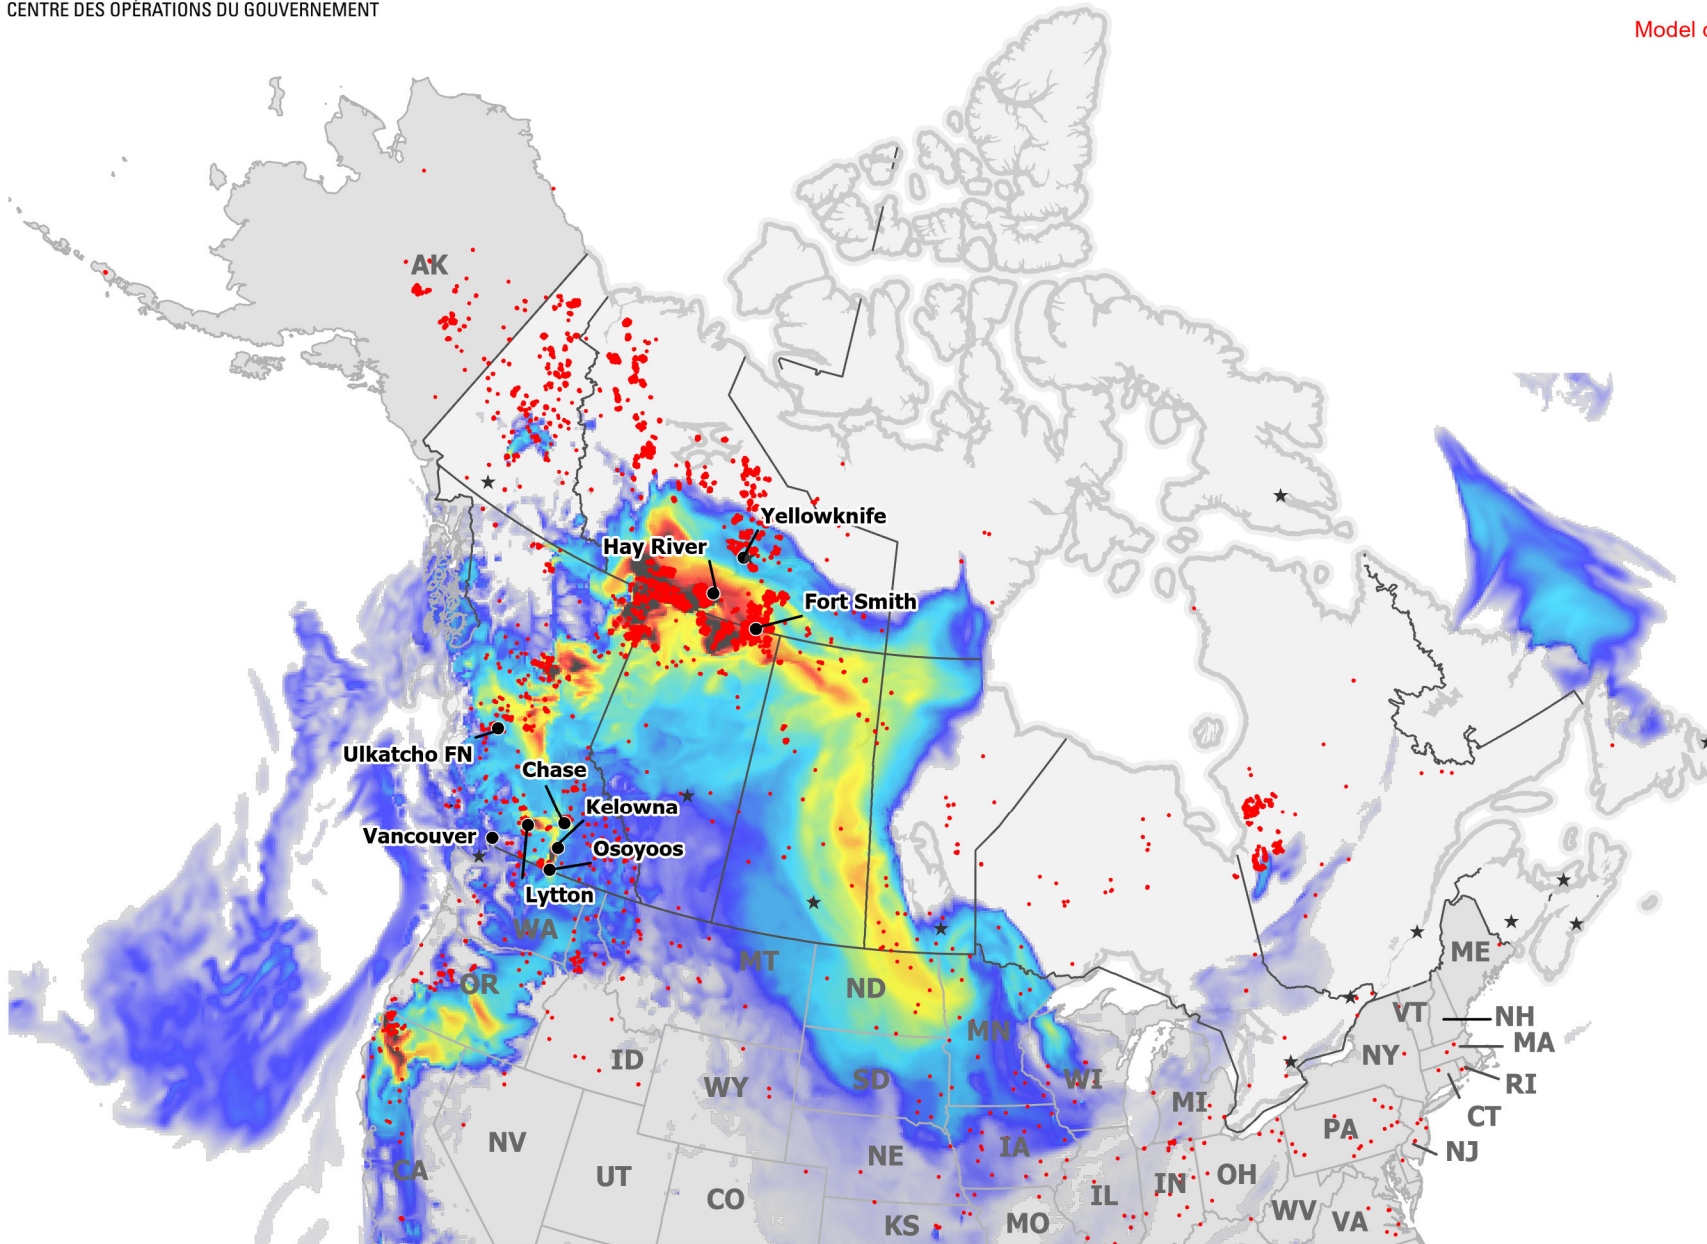 CENTRE DES OPÉRATIONS DU GOUVERNEMENT
Model
AK
Yellowknife
Hay River
Fort Smith
Ulkatcho FN
Chase
Kelowna
Vancouver
Osoyoos
Lytton
WA
MT
OR
ND
MN
ME
VT
NH
MA
NY
ID
WY
SD
WI
MI
RI
CT
PA
NJ
NV
UT
CA
CO
NE
IA
IL
IN
OH
WV
VA
KS
MO